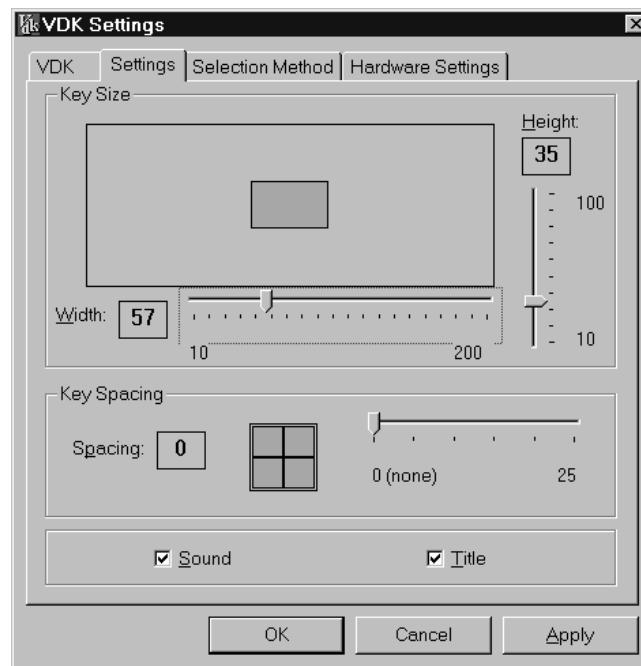 VDK Settings
VDK Settings Selection Method Hardware Settings
Key Size
Height:
35
100
10
Width: 57
10 200
Key Spacing
Spacing: 0
0 (none) 25
Sound Title
OK Cancel Apply